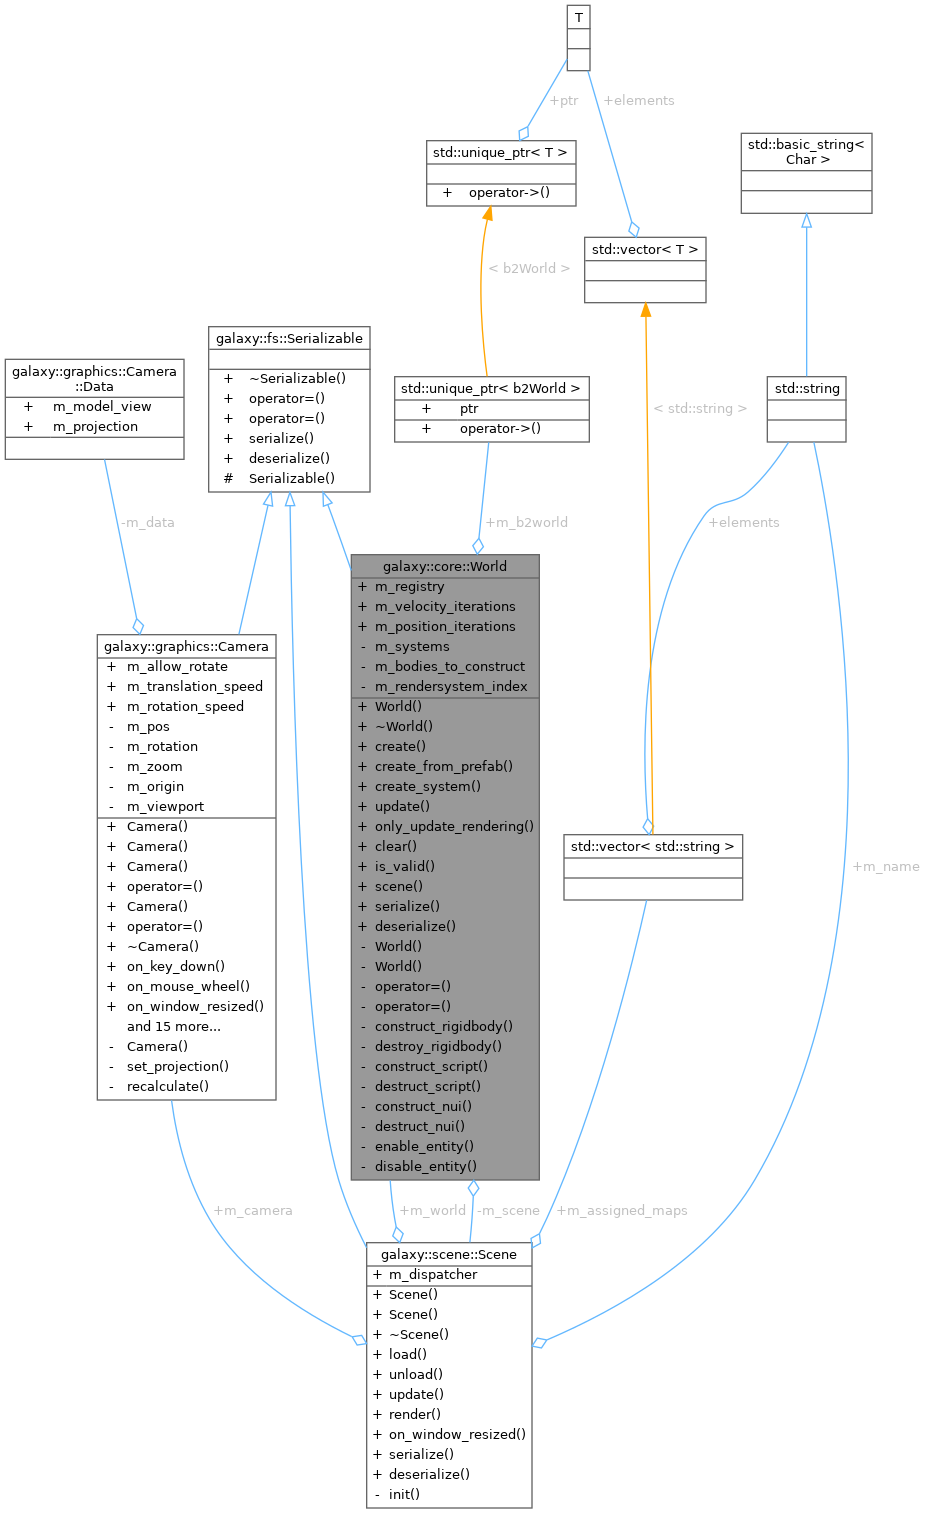 T
+ptr
+elements
std::unique_ptr< T >
+ operator->()
std::basic_string<
Char >
std::vector< T >
< b2World >
galaxy::fs::Serializable
+ ~Serializable()
+ operator=()
+ operator=()
+ serialize()
+ deserialize()
# Serializable()
galaxy::graphics::Camera
::Data
+ m_model_view
+ m_projection
std::unique_ptr< b2World >
+ ptr
+ operator->()
< std::string >
std::string
-m_data
+m_b2world
+elements
galaxy::core::World
+ m_registry
+ m_velocity_iterations
+ m_position_iterations
- m_systems
- m_bodies_to_construct
- m_rendersystem_index
+ World()
+ ~World()
+ create()
+ create_from_prefab()
+ create_system()
+ update()
+ only_update_rendering()
+ clear()
+ is_valid()
+ scene()
+ serialize()
+ deserialize()
- World()
- World()
- operator=()
- operator=()
- construct_rigidbody()
- destroy_rigidbody()
- construct_script()
- destruct_script()
- construct_nui()
- destruct_nui()
- enable_entity()
- disable_entity()
galaxy::graphics::Camera
+ m_allow_rotate
+ m_translation_speed
+ m_rotation_speed
- m_pos
- m_rotation
- m_zoom
- m_origin
- m_viewport
+ Camera()
+ Camera()
+ Camera()
+ operator=()
+ Camera()
+ operator=()
+ ~Camera()
+ on_key_down()
+ on_mouse_wheel()
+ on_window_resized()
and 15 more...
- Camera()
- set_projection()
- recalculate()
std::vector< std::string >
+m_name
+m_camera
+m_world
-m_scene
+m_assigned_maps
galaxy::scene::Scene
+ m_dispatcher
+ Scene()
+ Scene()
+ ~Scene()
+ load()
+ unload()
+ update()
+ render()
+ on_window_resized()
+ serialize()
+ deserialize()
- init()